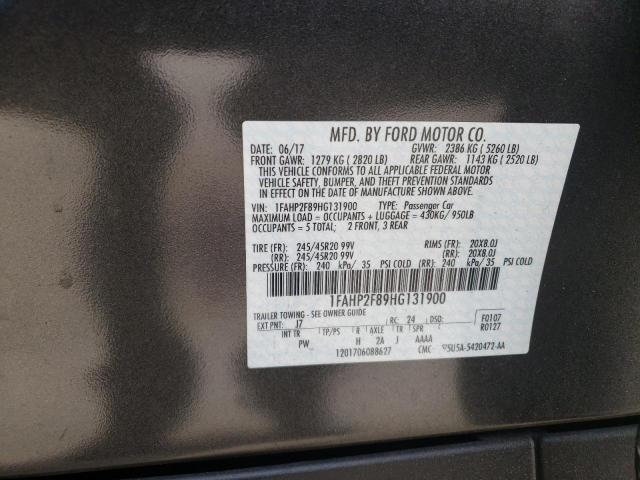 MFD. BY FORD MOTOR CO.
DATE: 06/17 GVWR: 2386 KG ( 5260 LB)
FRONT GAWR: 1279 KG ( 2820 LB) REAR GAWR: 1143 KG ( 2520 LB)
THIS VEHICLE CONFORMS TO ALL APPLICABLE FEDERAL MOTOR
VEHICLE SAFETY, BUMPER, AND THEFT PREVENTION STANDARDS
IN EFFECT ON THE DATE OF MANUFACTURE SHOWN ABOVE.
VIN: 1FAHP2F89HG131900 TYPE: Passenger Car
MAXIMUM LOAD = OCCUPANTS + LUGGAGE = 430KG/950LB
OCCUPANTS = 5 TOTAL; 2 FRONT, 3 REAR
TIRE (FR): 245/45R20 99V RIMS (FR): 20X8.0J
(RR): 245/45R20 99V (RR): 20X8.0J
PRESSURE (FR): 240 kPa/ 35 PSI COLD (RR): 240 kPa/ 35 PSI COLD
1FAHP2F89HG131900
TRAILER TOWING - SEE OWNER GUIDE
EXT PNT: J7 RC: 24 DSO: F0107
R0127
INT TR TP/PS R AXLE TR SPR
PW H 2A J AAAA
1201706088627 CMC 5U5A-5420472-AA